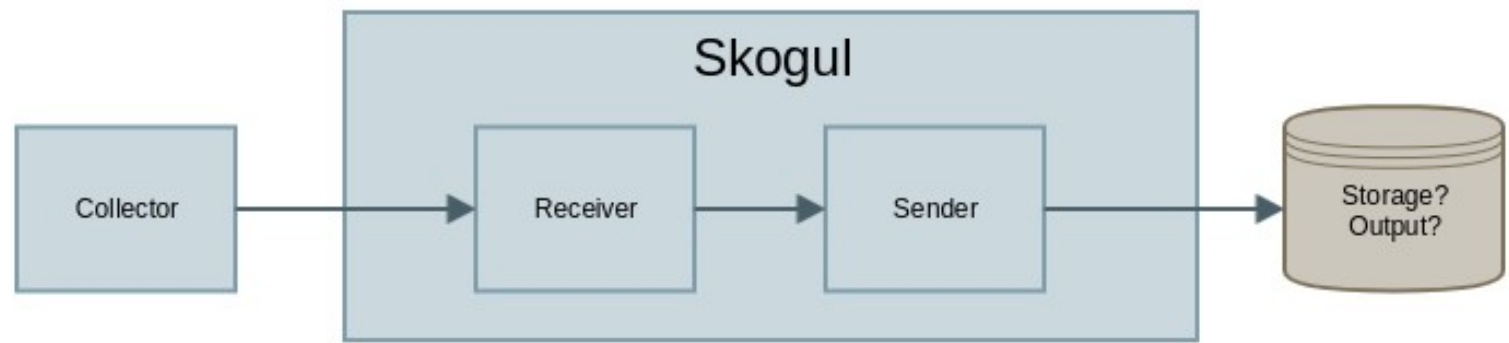 Skogul
Collector
Receiver
Sender
Storage?
Output?